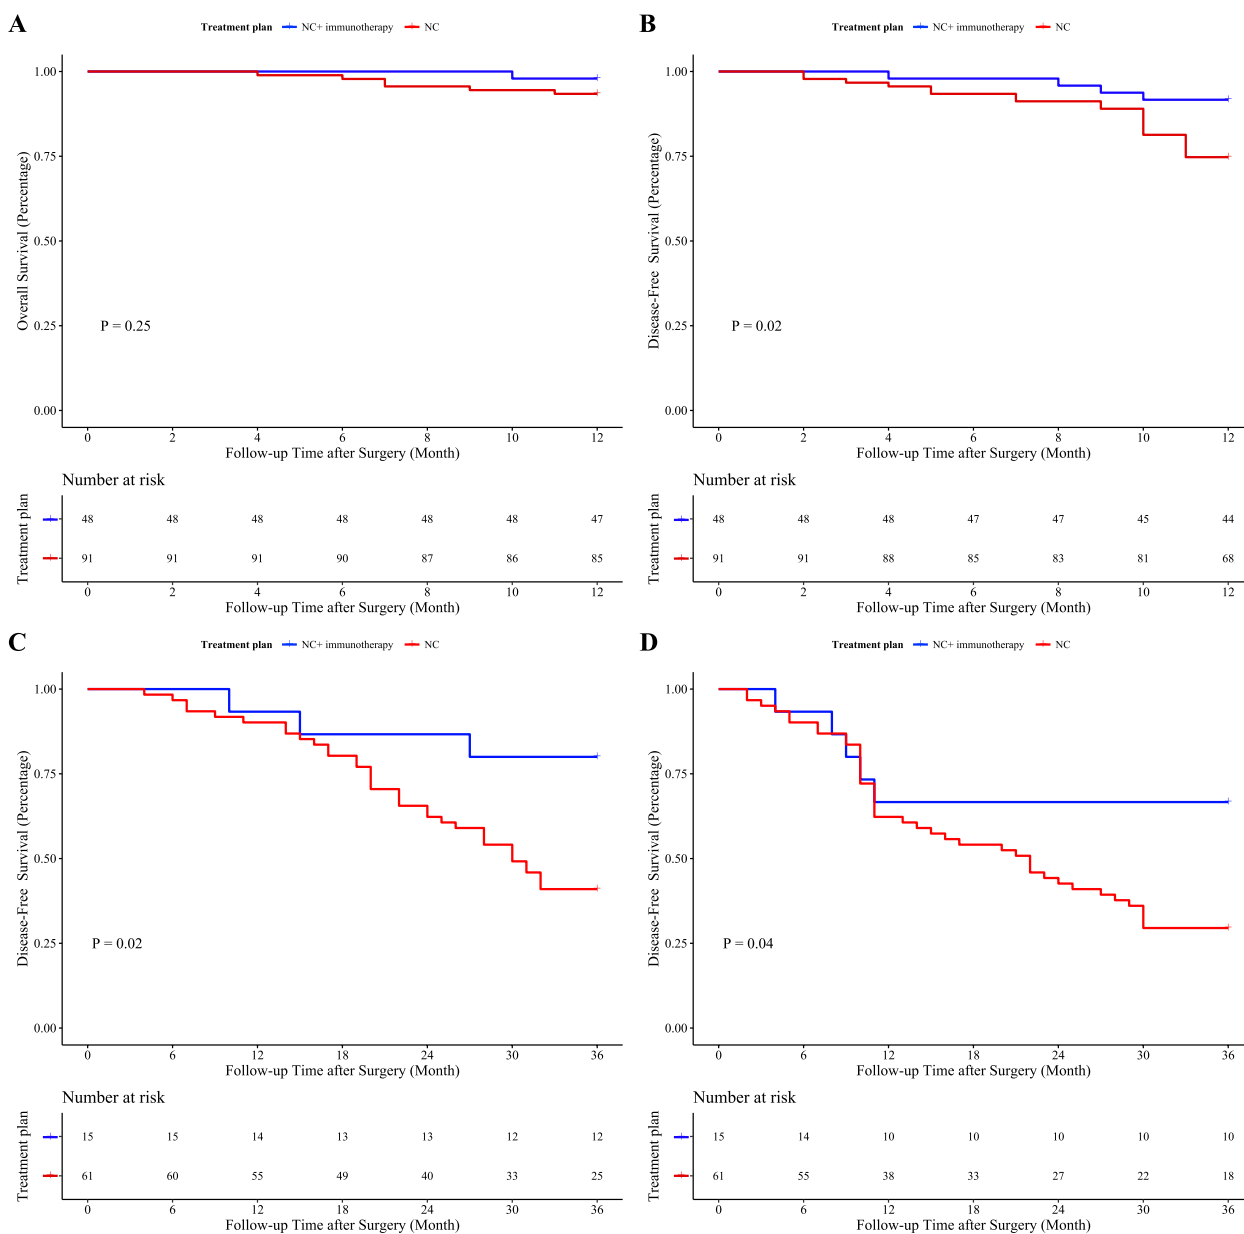 A
Treatment plan NC+ immunotherapy NC
Overall Survival (Percentage)
1.00
0.75
0.50
0.25
0.00
P = 0.25
0 2 4 6 8 10 12
Follow-up Time after Surgery (Month)
Number at risk
Treatment plan
48 48 48 48 48 48 47
91 91 91 90 87 86 85
0 2 4 6 8 10 12
Follow-up Time after Surgery (Month)
B
Treatment plan NC+ immunotherapy NC
Disease-Free Survival (Percentage)
1.00
0.75
0.50
0.25
0.00
P = 0.02
0 2 4 6 8 10 12
Follow-up Time after Surgery (Month)
Number at risk
Treatment plan
48 48 48 47 47 45 44
91 91 88 85 83 81 68
0 2 4 6 8 10 12
Follow-up Time after Surgery (Month)
C
Treatment plan NC+ immunotherapy NC
Disease-Free Survival (Percentage)
1.00
0.75
0.50
0.25
0.00
P = 0.02
0 6 12 18 24 30 36
Follow-up Time after Surgery (Month)
Number at risk
Treatment plan
15 15 14 13 13 12 12
61 60 55 49 40 33 25
0 6 12 18 24 30 36
Follow-up Time after Surgery (Month)
D
Treatment plan NC+ immunotherapy NC
Disease-Free Survival (Percentage)
1.00
0.75
0.50
0.25
0.00
P = 0.04
0 6 12 18 24 30 36
Follow-up Time after Surgery (Month)
Number at risk
Treatment plan
15 14 10 10 10 10 10
61 55 38 33 27 22 18
0 6 12 18 24 30 36
Follow-up Time after Surgery (Month)